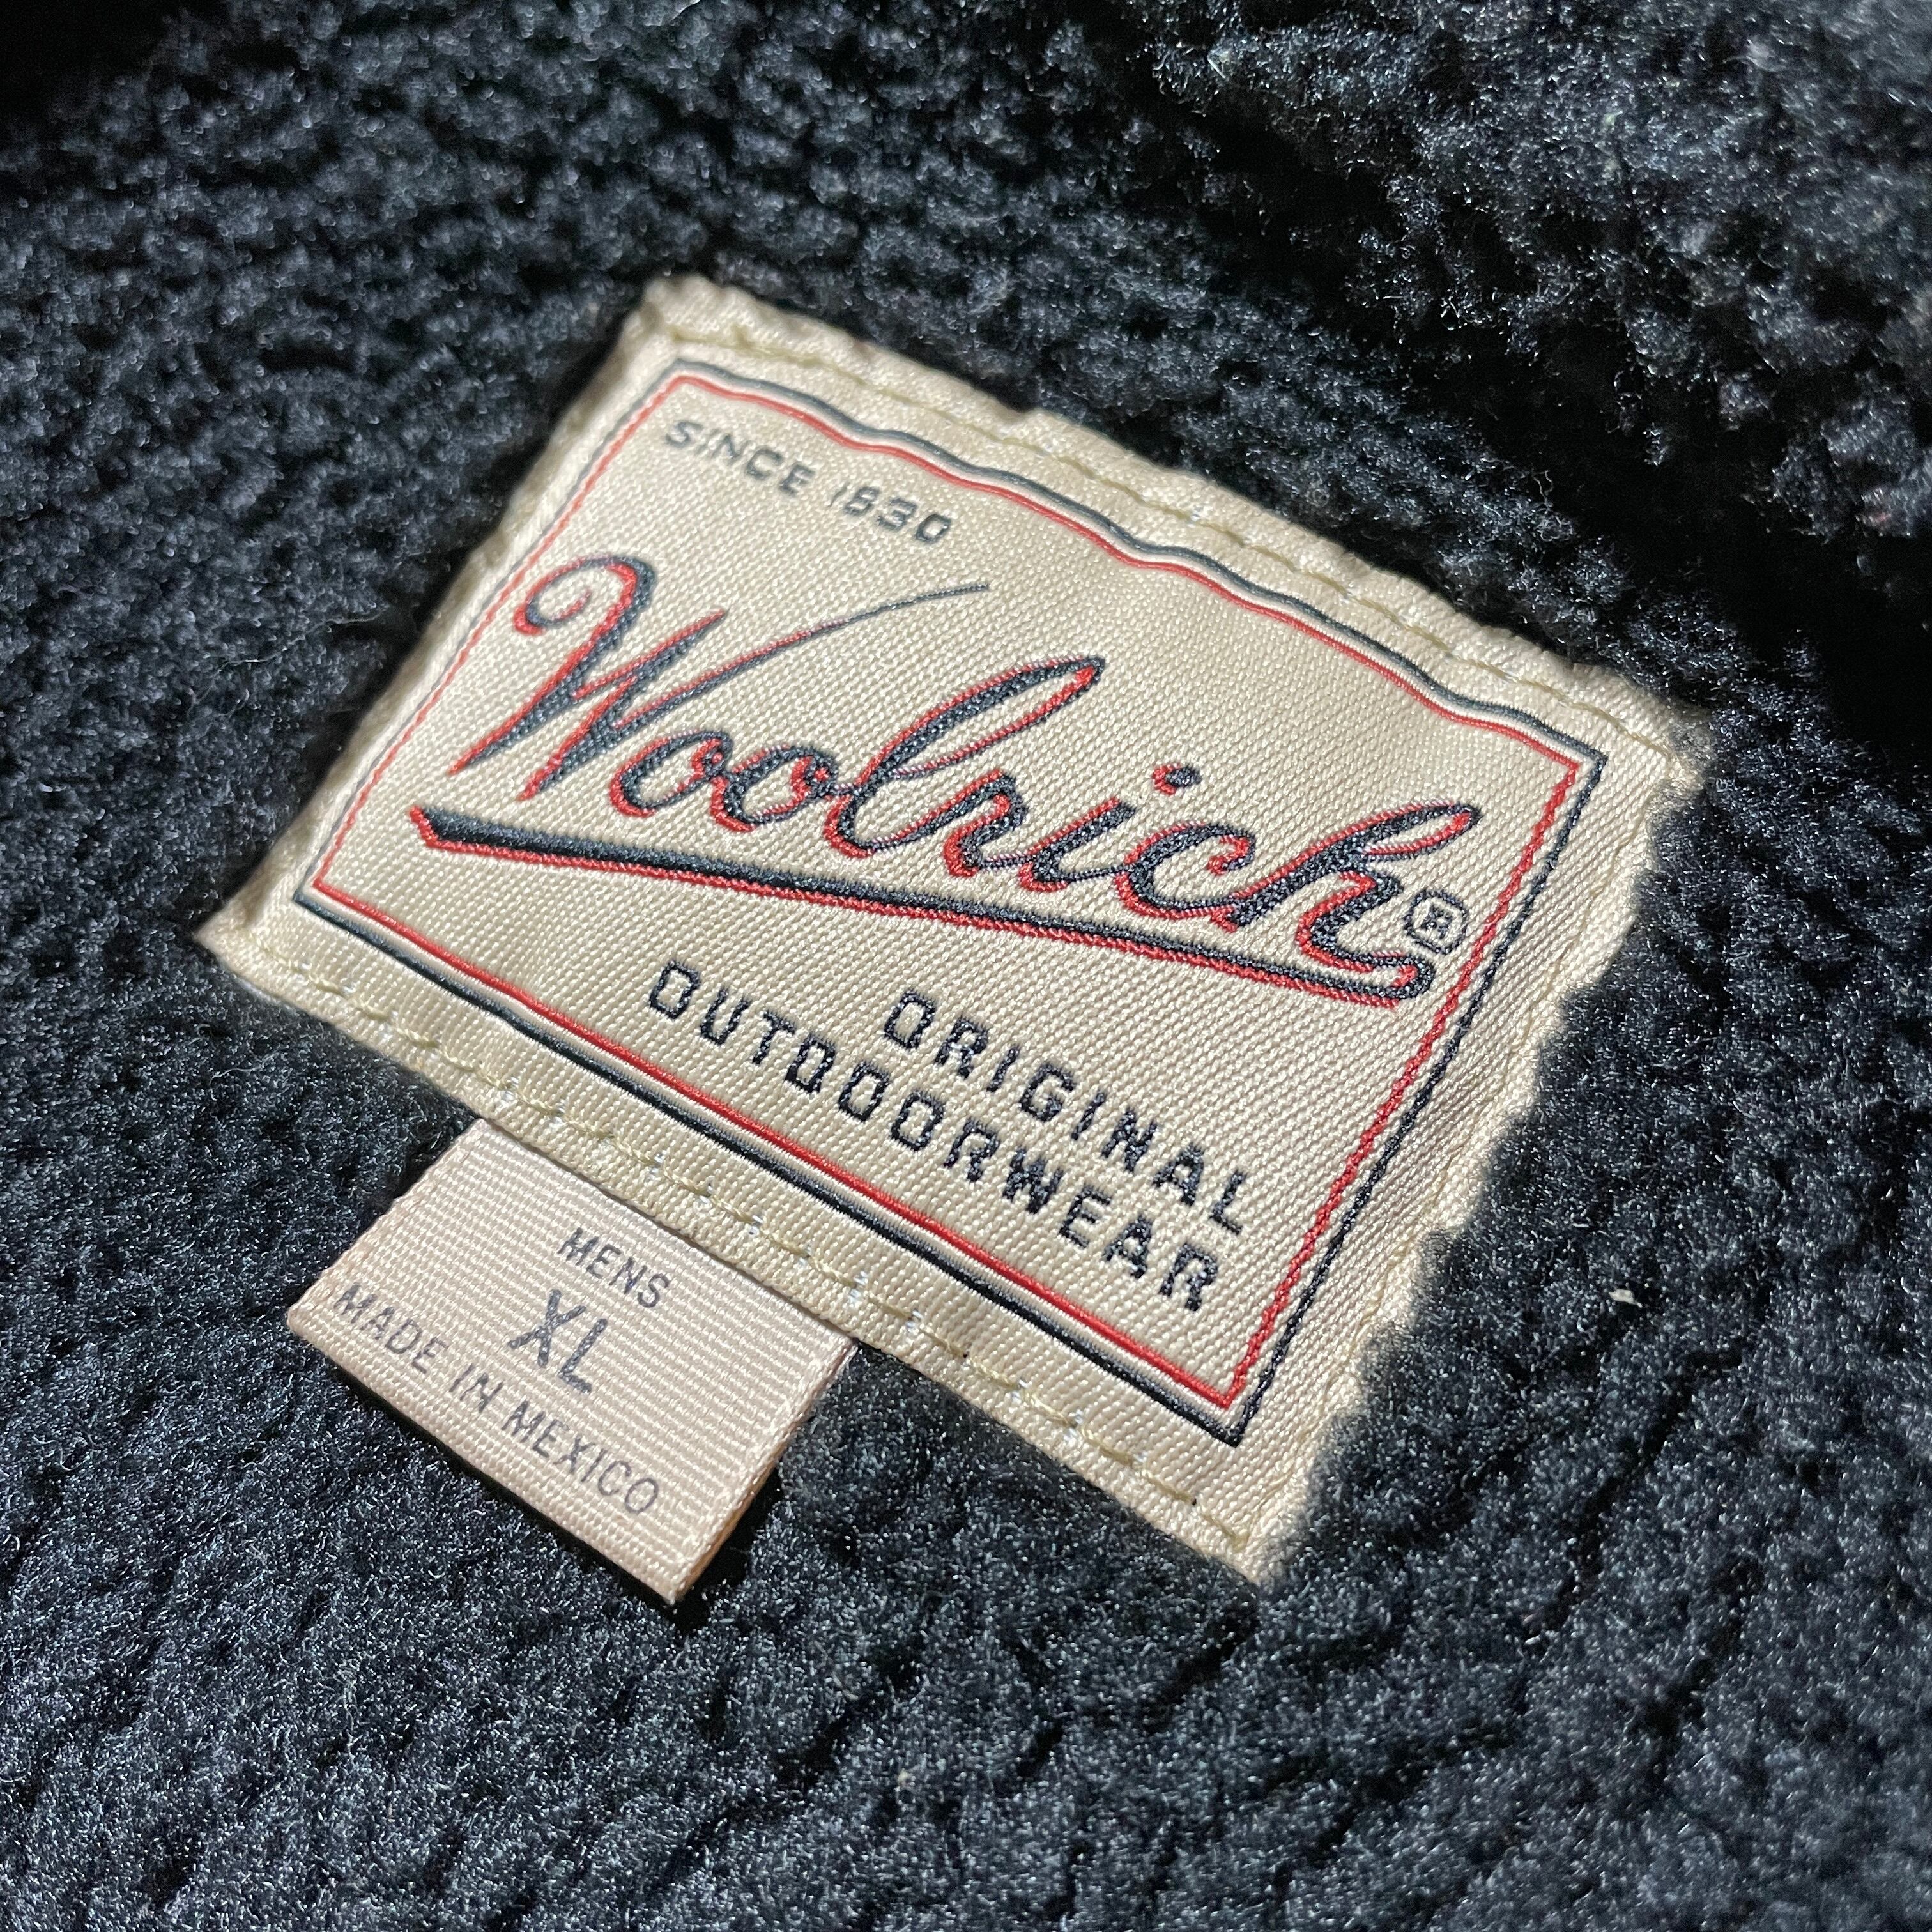 SINCE 1830
Woolrich®
ORIGINAL
OUTDOORWEAR
MENS
XL
MADE IN MEXICO